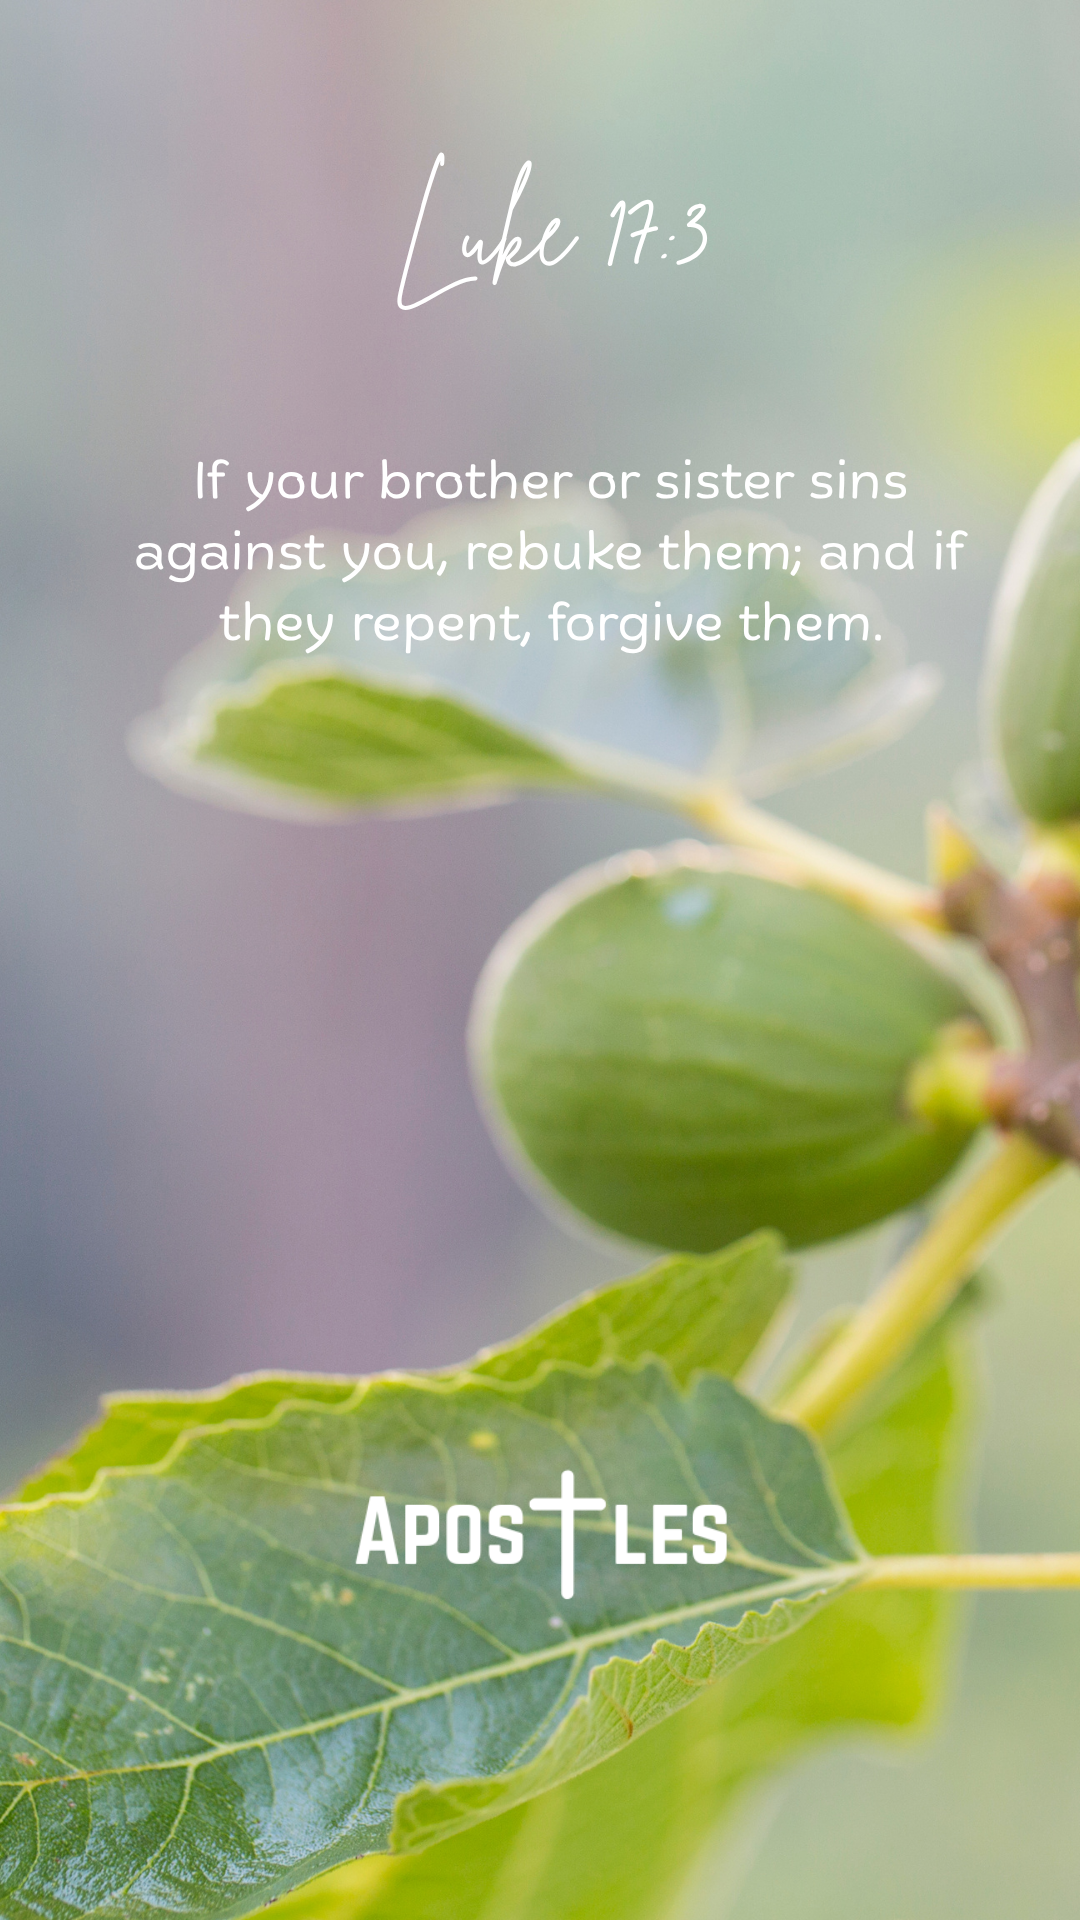 Luke 17:3
If your brother or sister sins
against you, rebuke them; and if
they repent, forgive them.
APOSTLES